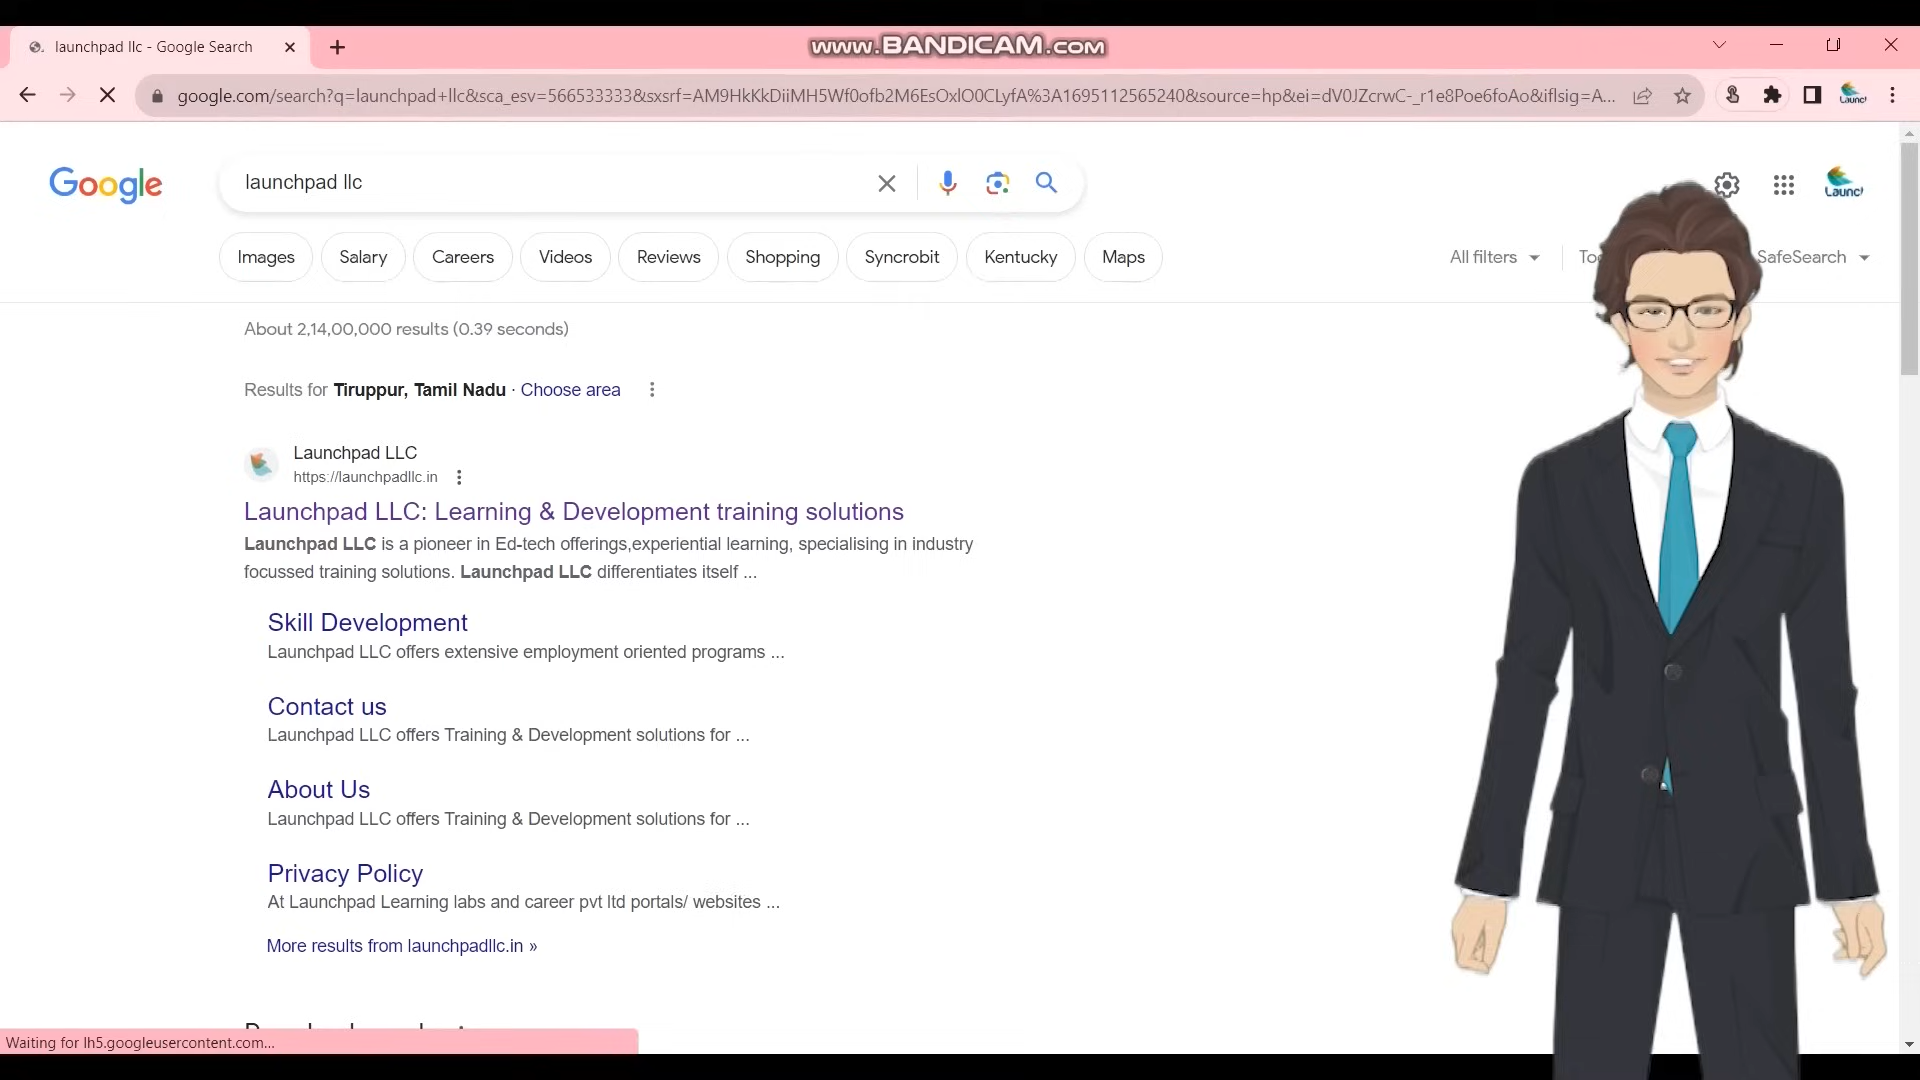 launchpad llc - Google Search
www.BANDICAM.com
google.com/search?q=launchpad+llc&sca_esv=566533333&sxsrf=AM9HkKkDiiMH5Wf0ofb2M6EsOxlO0CLyfA%3A1695112565240&source=hp&ei=dV0JZcrwC-_r1e8Poe6foAo&iflsig=A...
Google
launchpad llc
Images
Salary
Careers
Videos
Reviews
Shopping
Syncrobit
Kentucky
Maps
All filters
SafeSearch
About 2,14,00,000 results (0.39 seconds)
Results for Tiruppur, Tamil Nadu · Choose area
Launchpad LLC
https://launchpadllc.in
Launchpad LLC: Learning & Development training solutions
Launchpad LLC is a pioneer in Ed-tech offerings,experiential learning, specialising in industry
focussed training solutions. Launchpad LLC differentiates itself ...
Skill Development
Launchpad LLC offers extensive employment oriented programs ...
Contact us
Launchpad LLC offers Training & Development solutions for ...
About Us
Launchpad LLC offers Training & Development solutions for ...
Privacy Policy
At Launchpad Learning labs and career pvt ltd portals/ websites ...
More results from launchpadllc.in »
Waiting for lh5.googleusercontent.com...